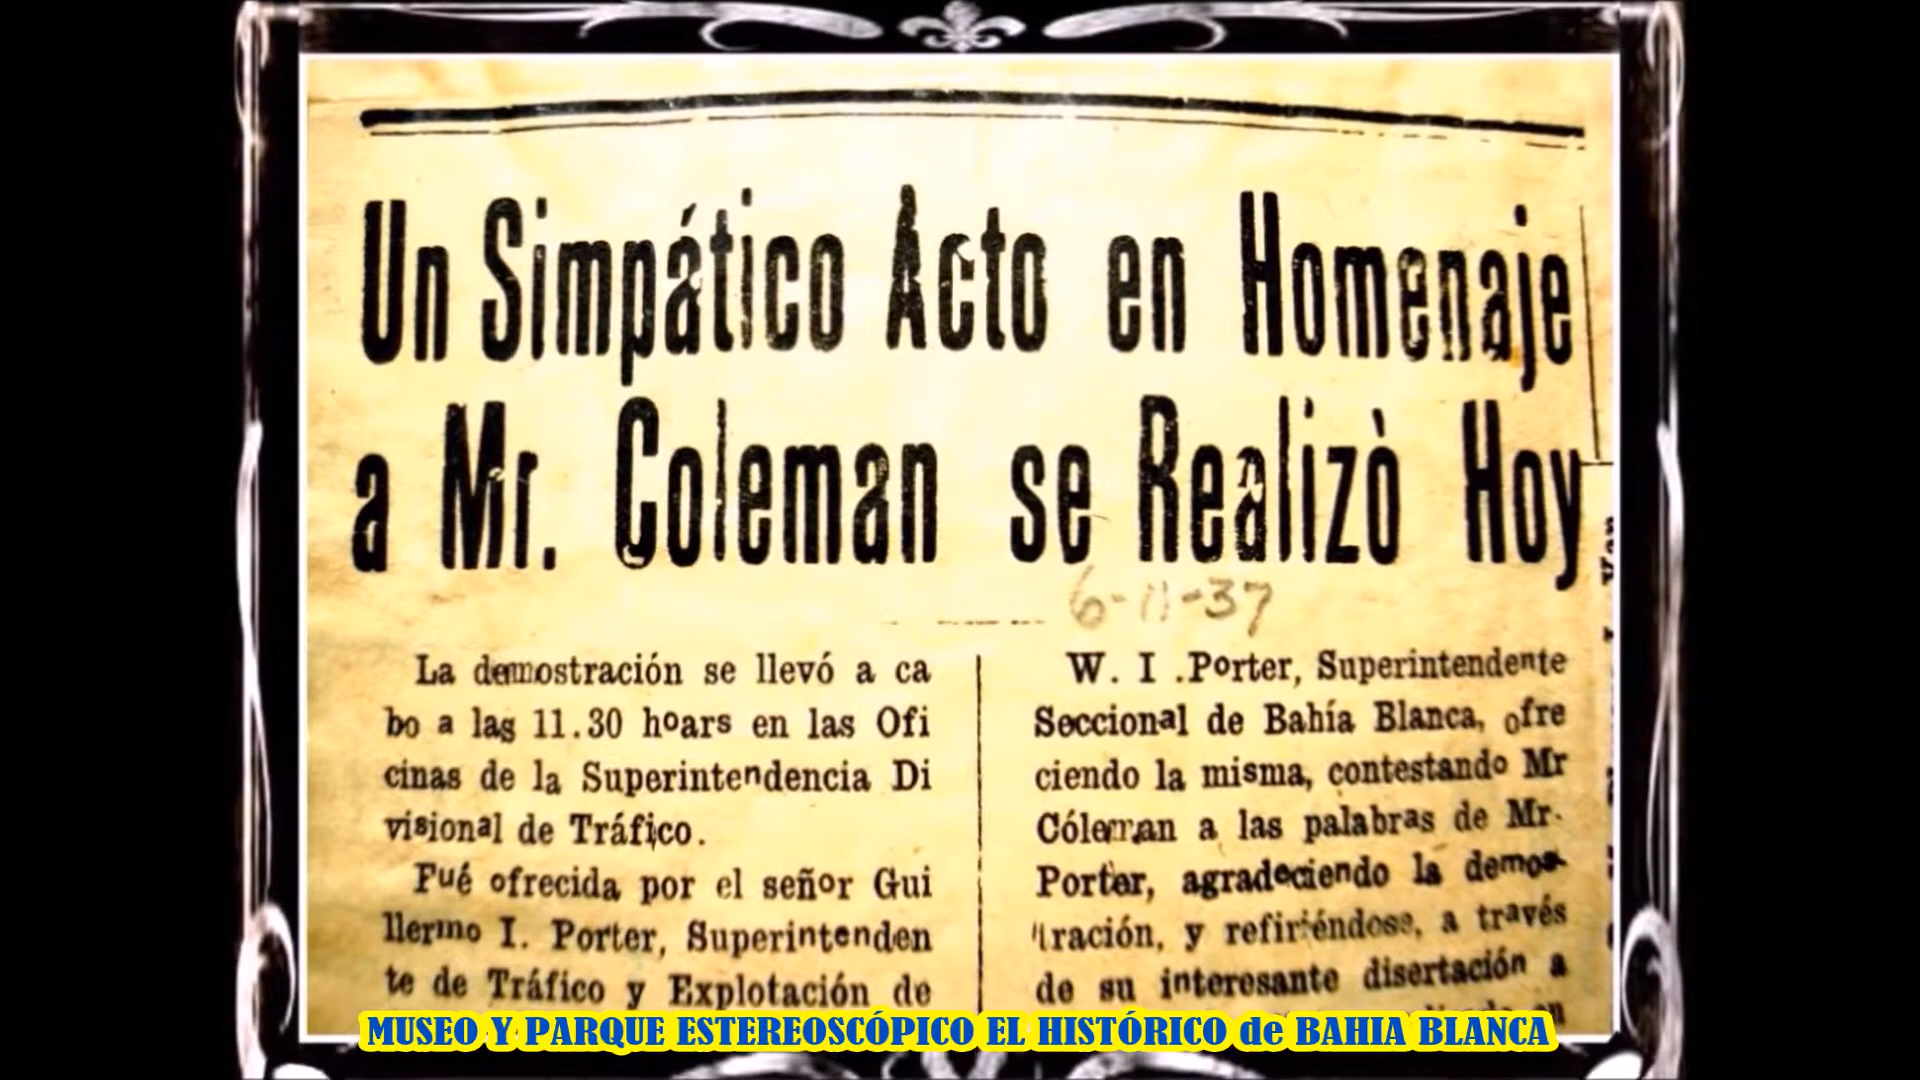 Un Simpático Acto en Homenaje
a Mr. Coleman se Realizò Hoy
6-11-37
La demostración se llevó a ca
bo a las 11.30 hoars en las Ofi
cinas de la Superintendencia Di
visional de Tráfico.
Fué ofrecida por el señor Gui
llermo I. Porter, Superintenden
te de Tráfico y Explotación de
W. I .Porter, Superintendente
Seccional de Bahía Blanca, ofre
ciendo la misma, contestando Mr
Cóleman a las palabras de Mr.
Porter, agradeciendo la demos-
tración, y refiriéndose, a través
de su interesante disertación a
MUSEO Y PARQUE ESTEREOSCÓPICO EL HISTÓRICO de BAHIA BLANCA